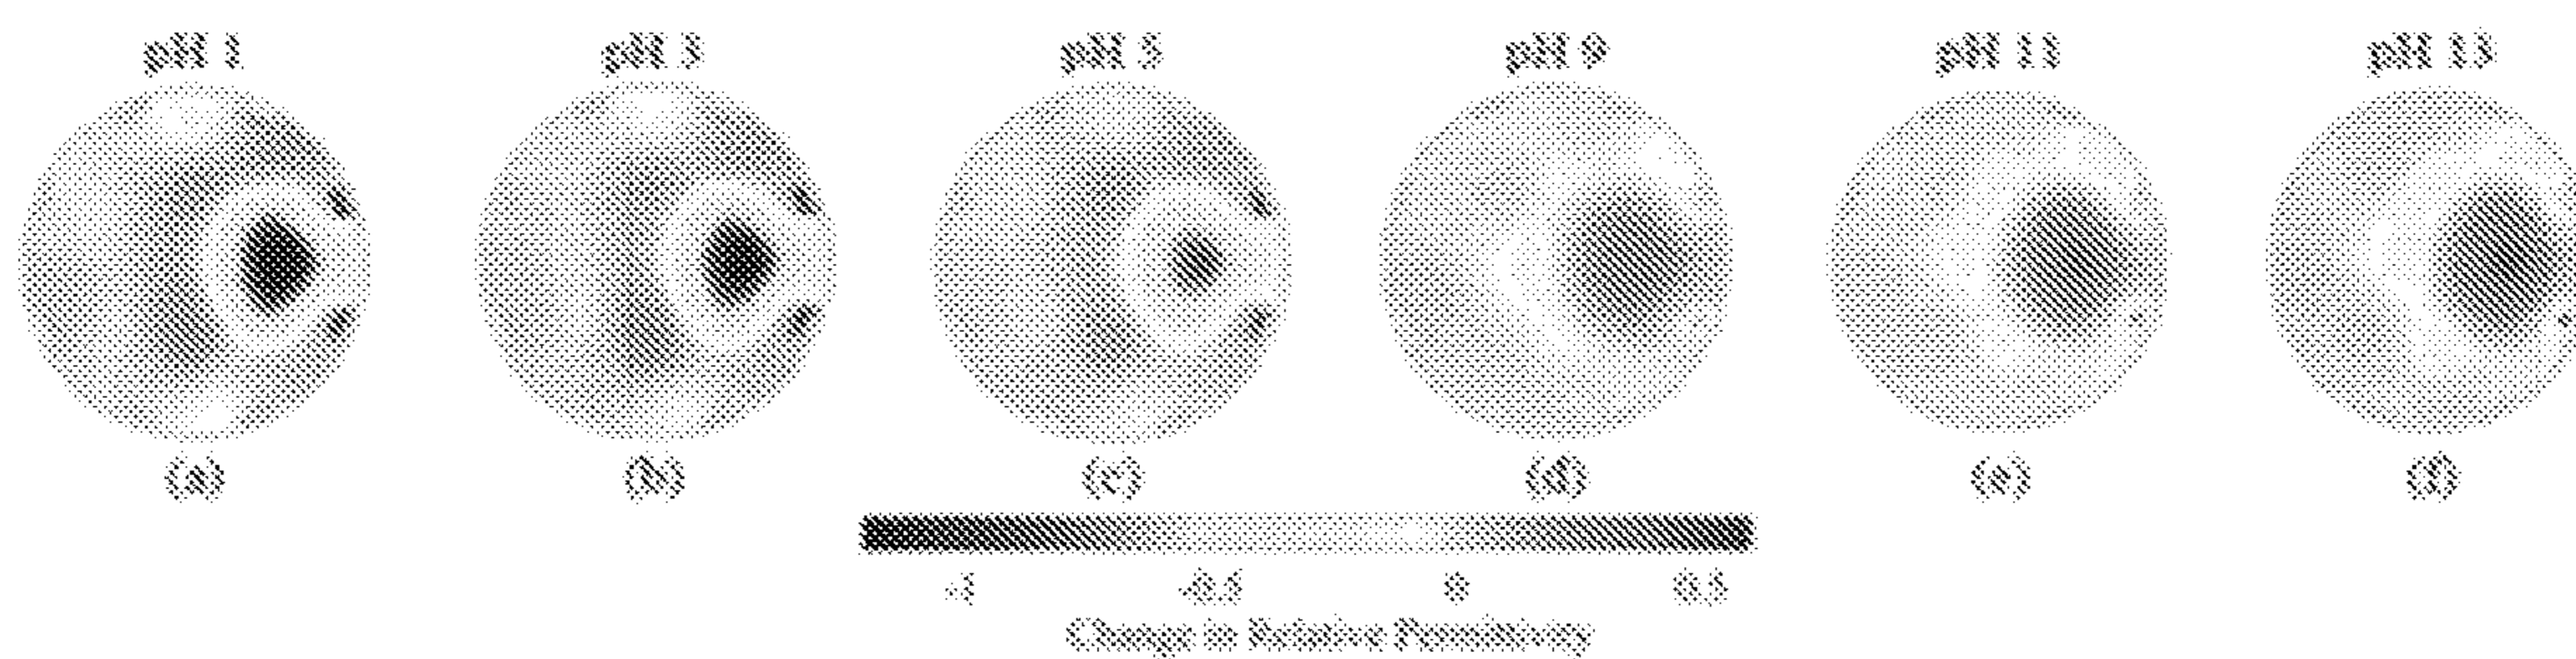 pH 1 pH 3 pH 5 pH 9 pH 11 pH 13
(a) (b) (c) (d) (e) (f)
-1 -0.5 0 0.5
Change in Relative Permittivity